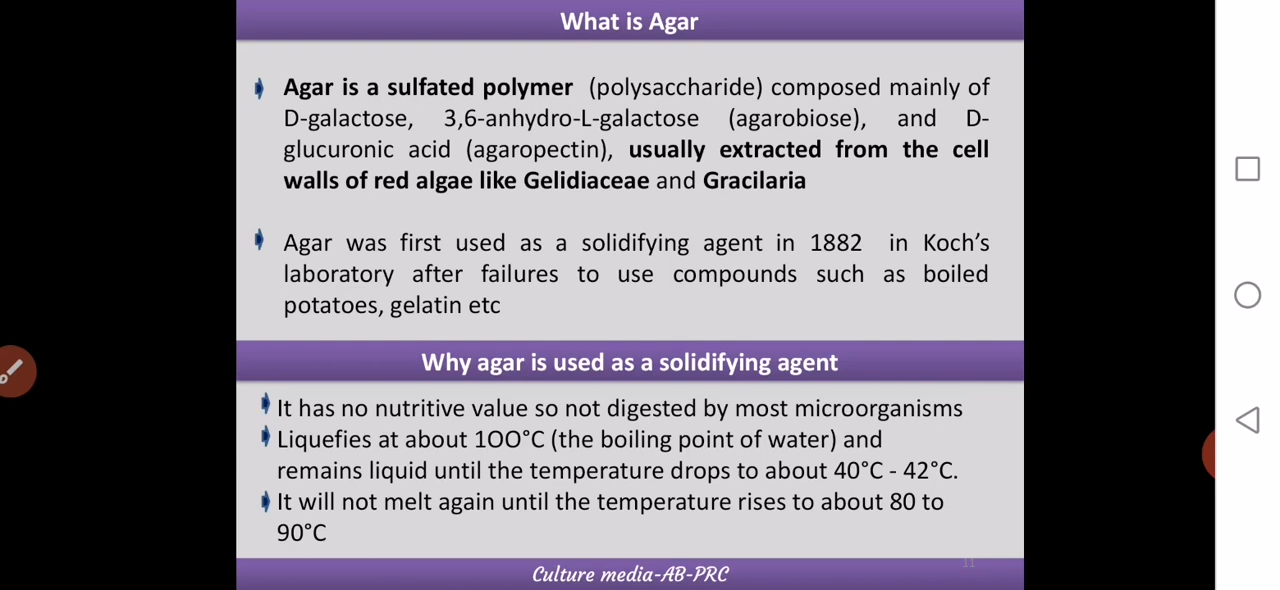 What is Agar
Agar is a sulfated polymer (polysaccharide) composed mainly of
D-galactose, 3,6-anhydro-L-galactose (agarobiose), and D-
glucuronic acid (agaropectin), usually extracted from the cell
walls of red algae like Gelidiaceae and Gracilaria
Agar was first used as a solidifying agent in 1882 in Koch’s
laboratory after failures to use compounds such as boiled
potatoes, gelatin etc
Why agar is used as a solidifying agent
It has no nutritive value so not digested by most microorganisms
Liquefies at about 1OO°C (the boiling point of water) and
remains liquid until the temperature drops to about 40°C - 42°C.
It will not melt again until the temperature rises to about 80 to
90°C
11
Culture media-AB-PRC